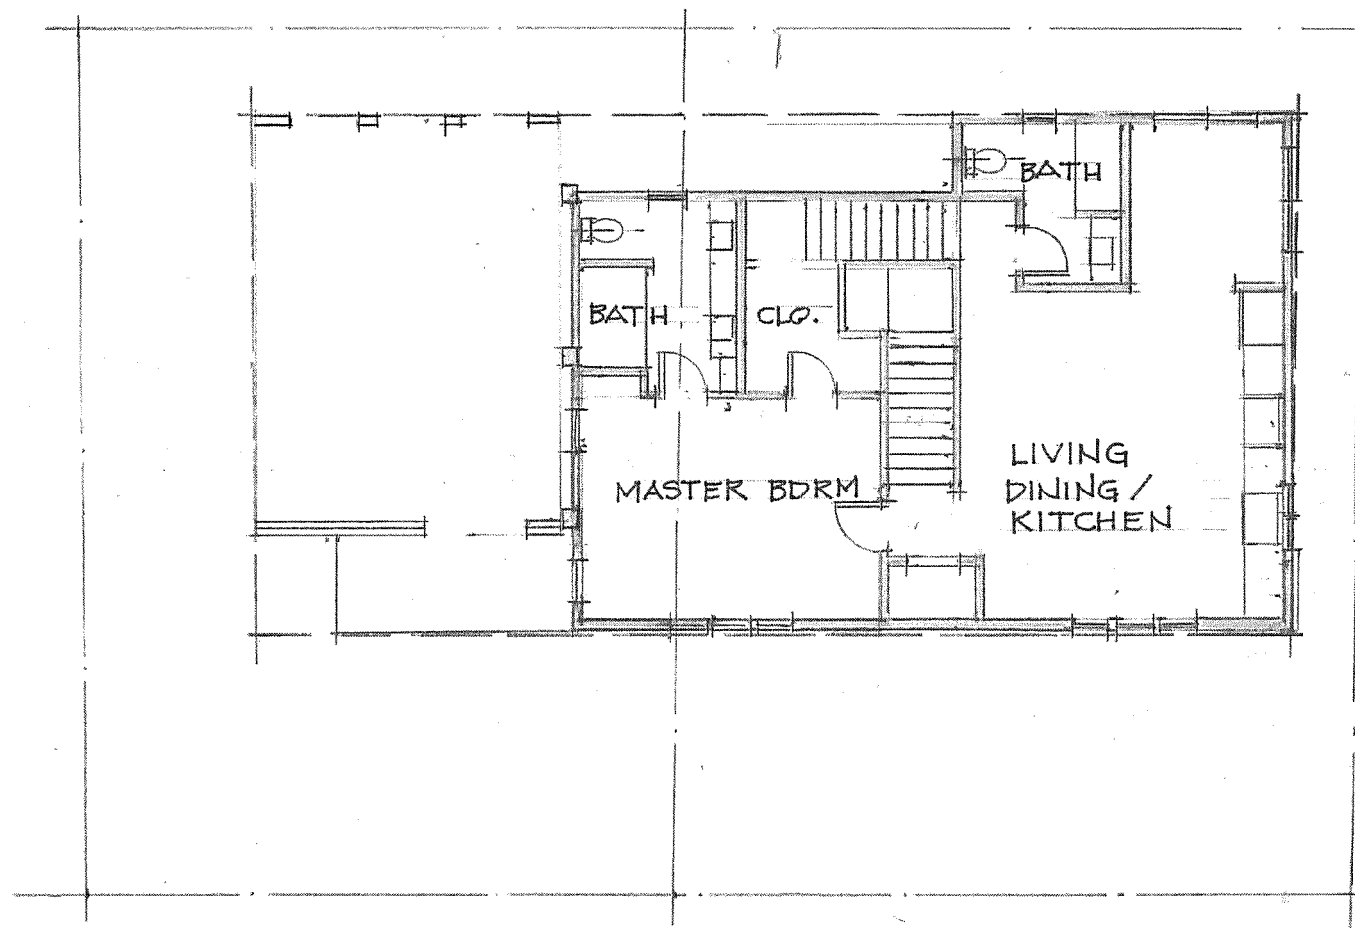 BATH
BATH
CLO.
MASTER BDRM
LIVING
DINING /
KITCHEN